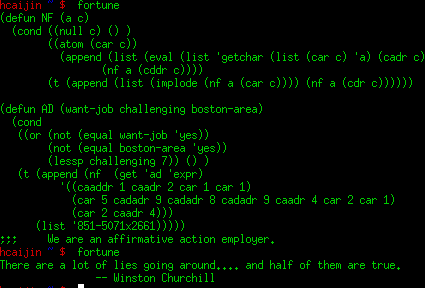 hcaijin ~ $  fortune
(defun NF (a c)
  (cond ((null c) () )
        ((atom (car c))
          (append (list (eval (list 'getchar (list (car c) 'a) (cadr c)
                 (nf a (cddr c))))
        (t (append (list (implode (nf a (car c)))) (nf a (cdr c))))))

(defun AD (want-job challenging boston-area)
  (cond
   ((or (not (equal want-job 'yes))
        (not (equal boston-area 'yes))
        (lessp challenging 7)) () )
   (t (append (nf  (get 'ad 'expr)
          '((caaddr 1 caadr 2 car 1 car 1)
            (car 5 cadadr 9 cadadr 8 cadadr 9 caadr 4 car 2 car 1)
            (car 2 caadr 4)))
      (list '851-5071x2661)))))
;;;     We are an affirmative action employer.
hcaijin ~ $  fortune
There are a lot of lies going around.... and half of them are true.
                -- Winston Churchill